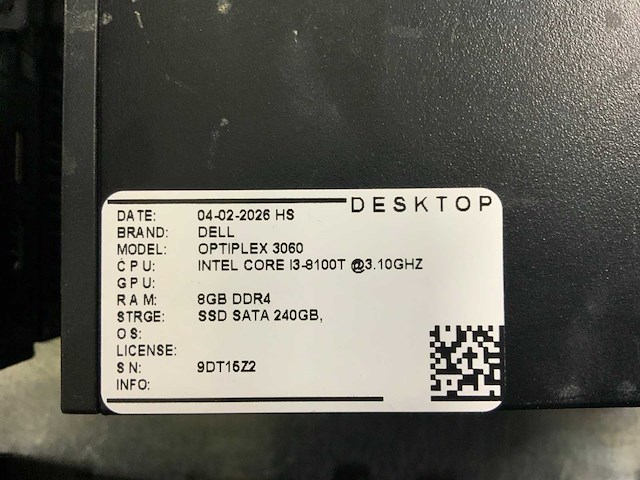 DESKTOP
DATE: 04-02-2026 HS
BRAND: DELL
MODEL: OPTIPLEX 3060
CPU: INTEL CORE I3-8100T @3.10GHZ
GPU:
RAM: 8GB DDR4
STRGE: SSD SATA 240GB,
OS:
LICENSE:
SN: 9DT15Z2
INFO: